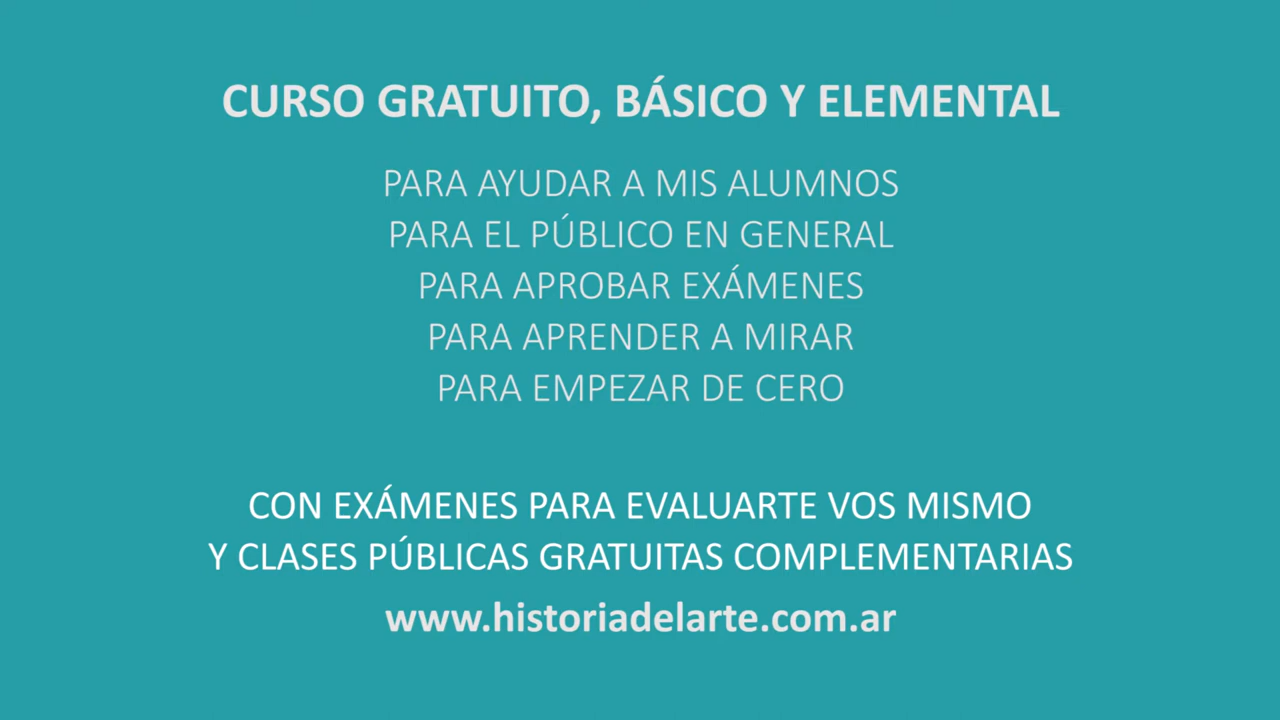 CURSO GRATUITO, BÁSICO Y ELEMENTAL
PARA AYUDAR A MIS ALUMNOS
PARA EL PÚBLICO EN GENERAL
PARA APROBAR EXÁMENES
PARA APRENDER A MIRAR
PARA EMPEZAR DE CERO
CON EXÁMENES PARA EVALUARTE VOS MISMO
Y CLASES PÚBLICAS GRATUITAS COMPLEMENTARIAS
www.historiadelarte.com.ar